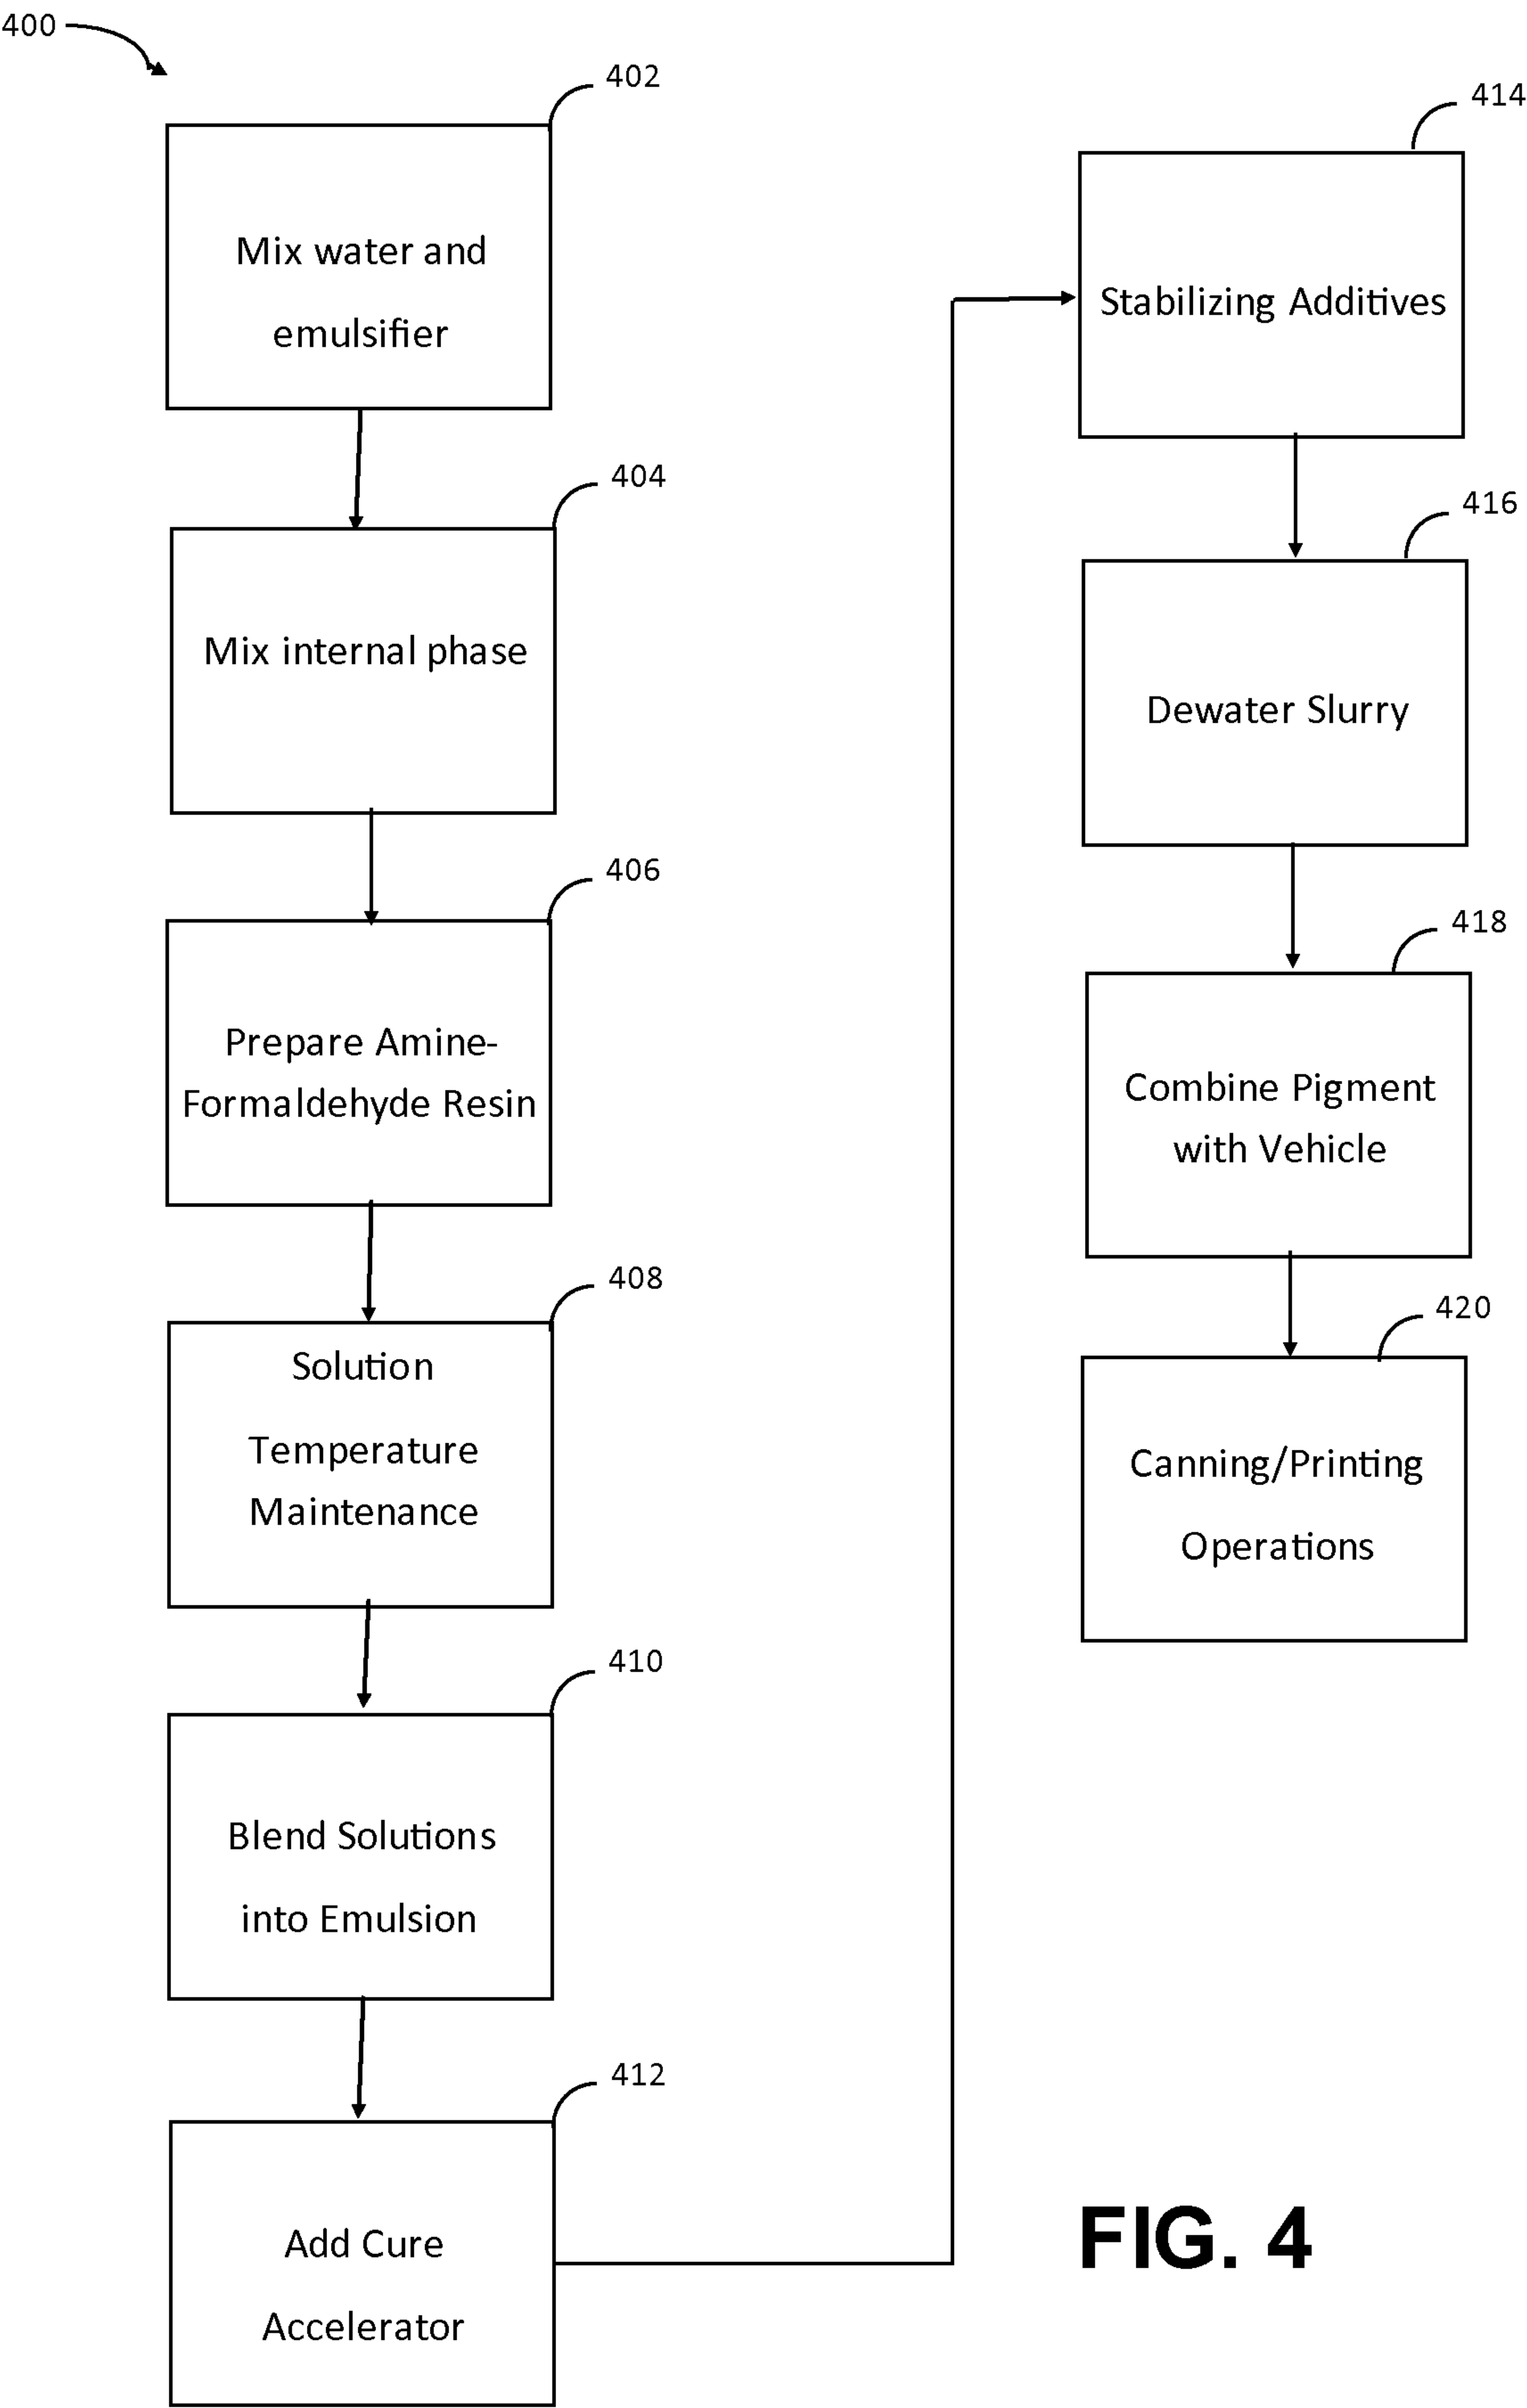 400
402
Mix water and
emulsifier
404
Mix internal phase
406
Prepare Amine-
Formaldehyde Resin
408
Solution
Temperature
Maintenance
410
Blend Solutions
into Emulsion
412
Add Cure
Accelerator
414
Stabilizing Additives
416
Dewater Slurry
418
Combine Pigment
with Vehicle
420
Canning/Printing
Operations
FIG. 4